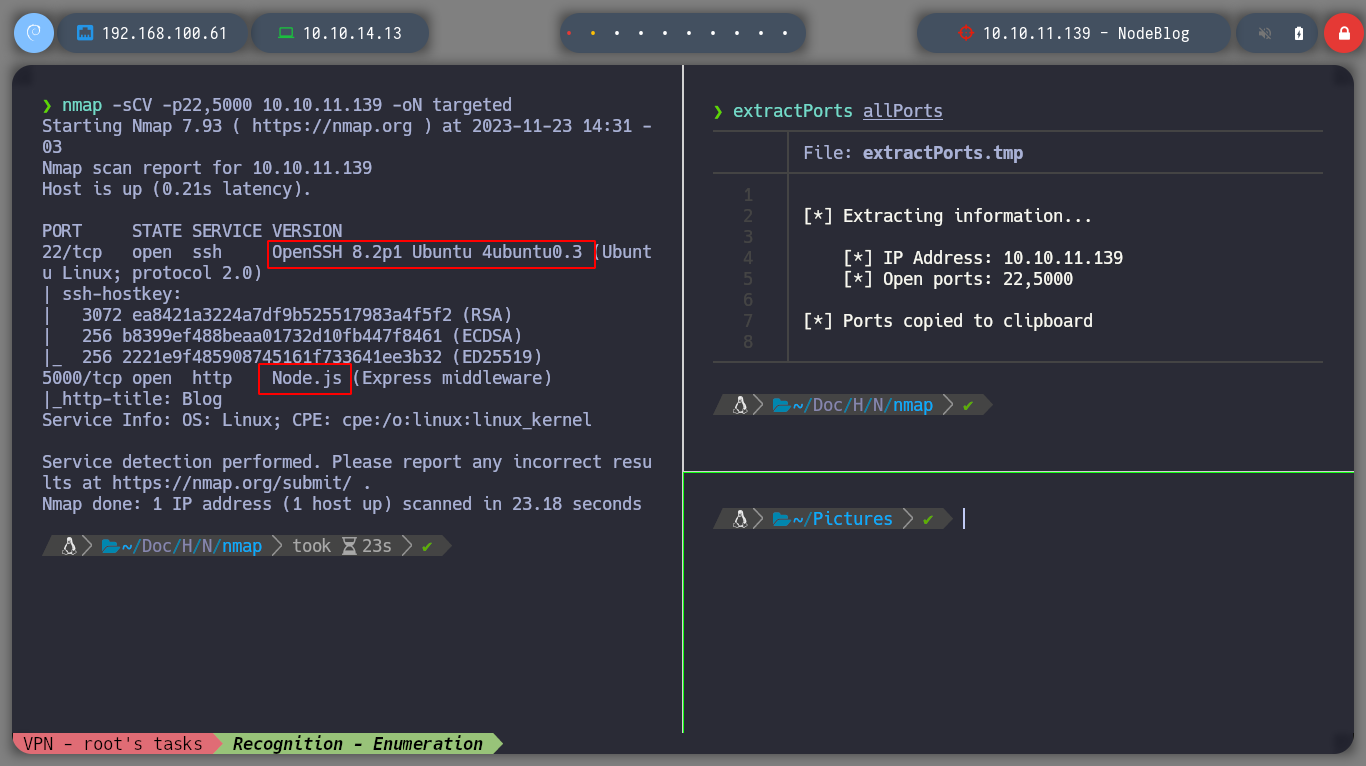 192.168.100.61
10.10.14.13
10.10.11.139 - NodeBlog
❯ nmap -sCV -p22,5000 10.10.11.139 -oN targeted
Starting Nmap 7.93 ( https://nmap.org ) at 2023-11-23 14:31 -
03
Nmap scan report for 10.10.11.139
Host is up (0.21s latency).
PORT     STATE SERVICE VERSION
22/tcp   open  ssh     OpenSSH 8.2p1 Ubuntu 4ubuntu0.3 (Ubunt
u Linux; protocol 2.0)
| ssh-hostkey:
|   3072 ea8421a3224a7df9b525517983a4f5f2 (RSA)
|   256 b8399ef488beaa01732d10fb447f8461 (ECDSA)
|_  256 2221e9f485908745161f733641ee3b32 (ED25519)
5000/tcp open  http    Node.js (Express middleware)
|_http-title: Blog
Service Info: OS: Linux; CPE: cpe:/o:linux:linux_kernel
Service detection performed. Please report any incorrect resu
lts at https://nmap.org/submit/ .
Nmap done: 1 IP address (1 host up) scanned in 23.18 seconds
~/Doc/H/N/nmap took 23s ✔
❯ extractPorts allPorts
File: extractPorts.tmp
1
2 [*] Extracting information...
3
4     [*] IP Address: 10.10.11.139
5     [*] Open ports: 22,5000
6
7 [*] Ports copied to clipboard
8
~/Doc/H/N/nmap ✔
~/Pictures ✔
VPN - root's tasks Recognition - Enumeration